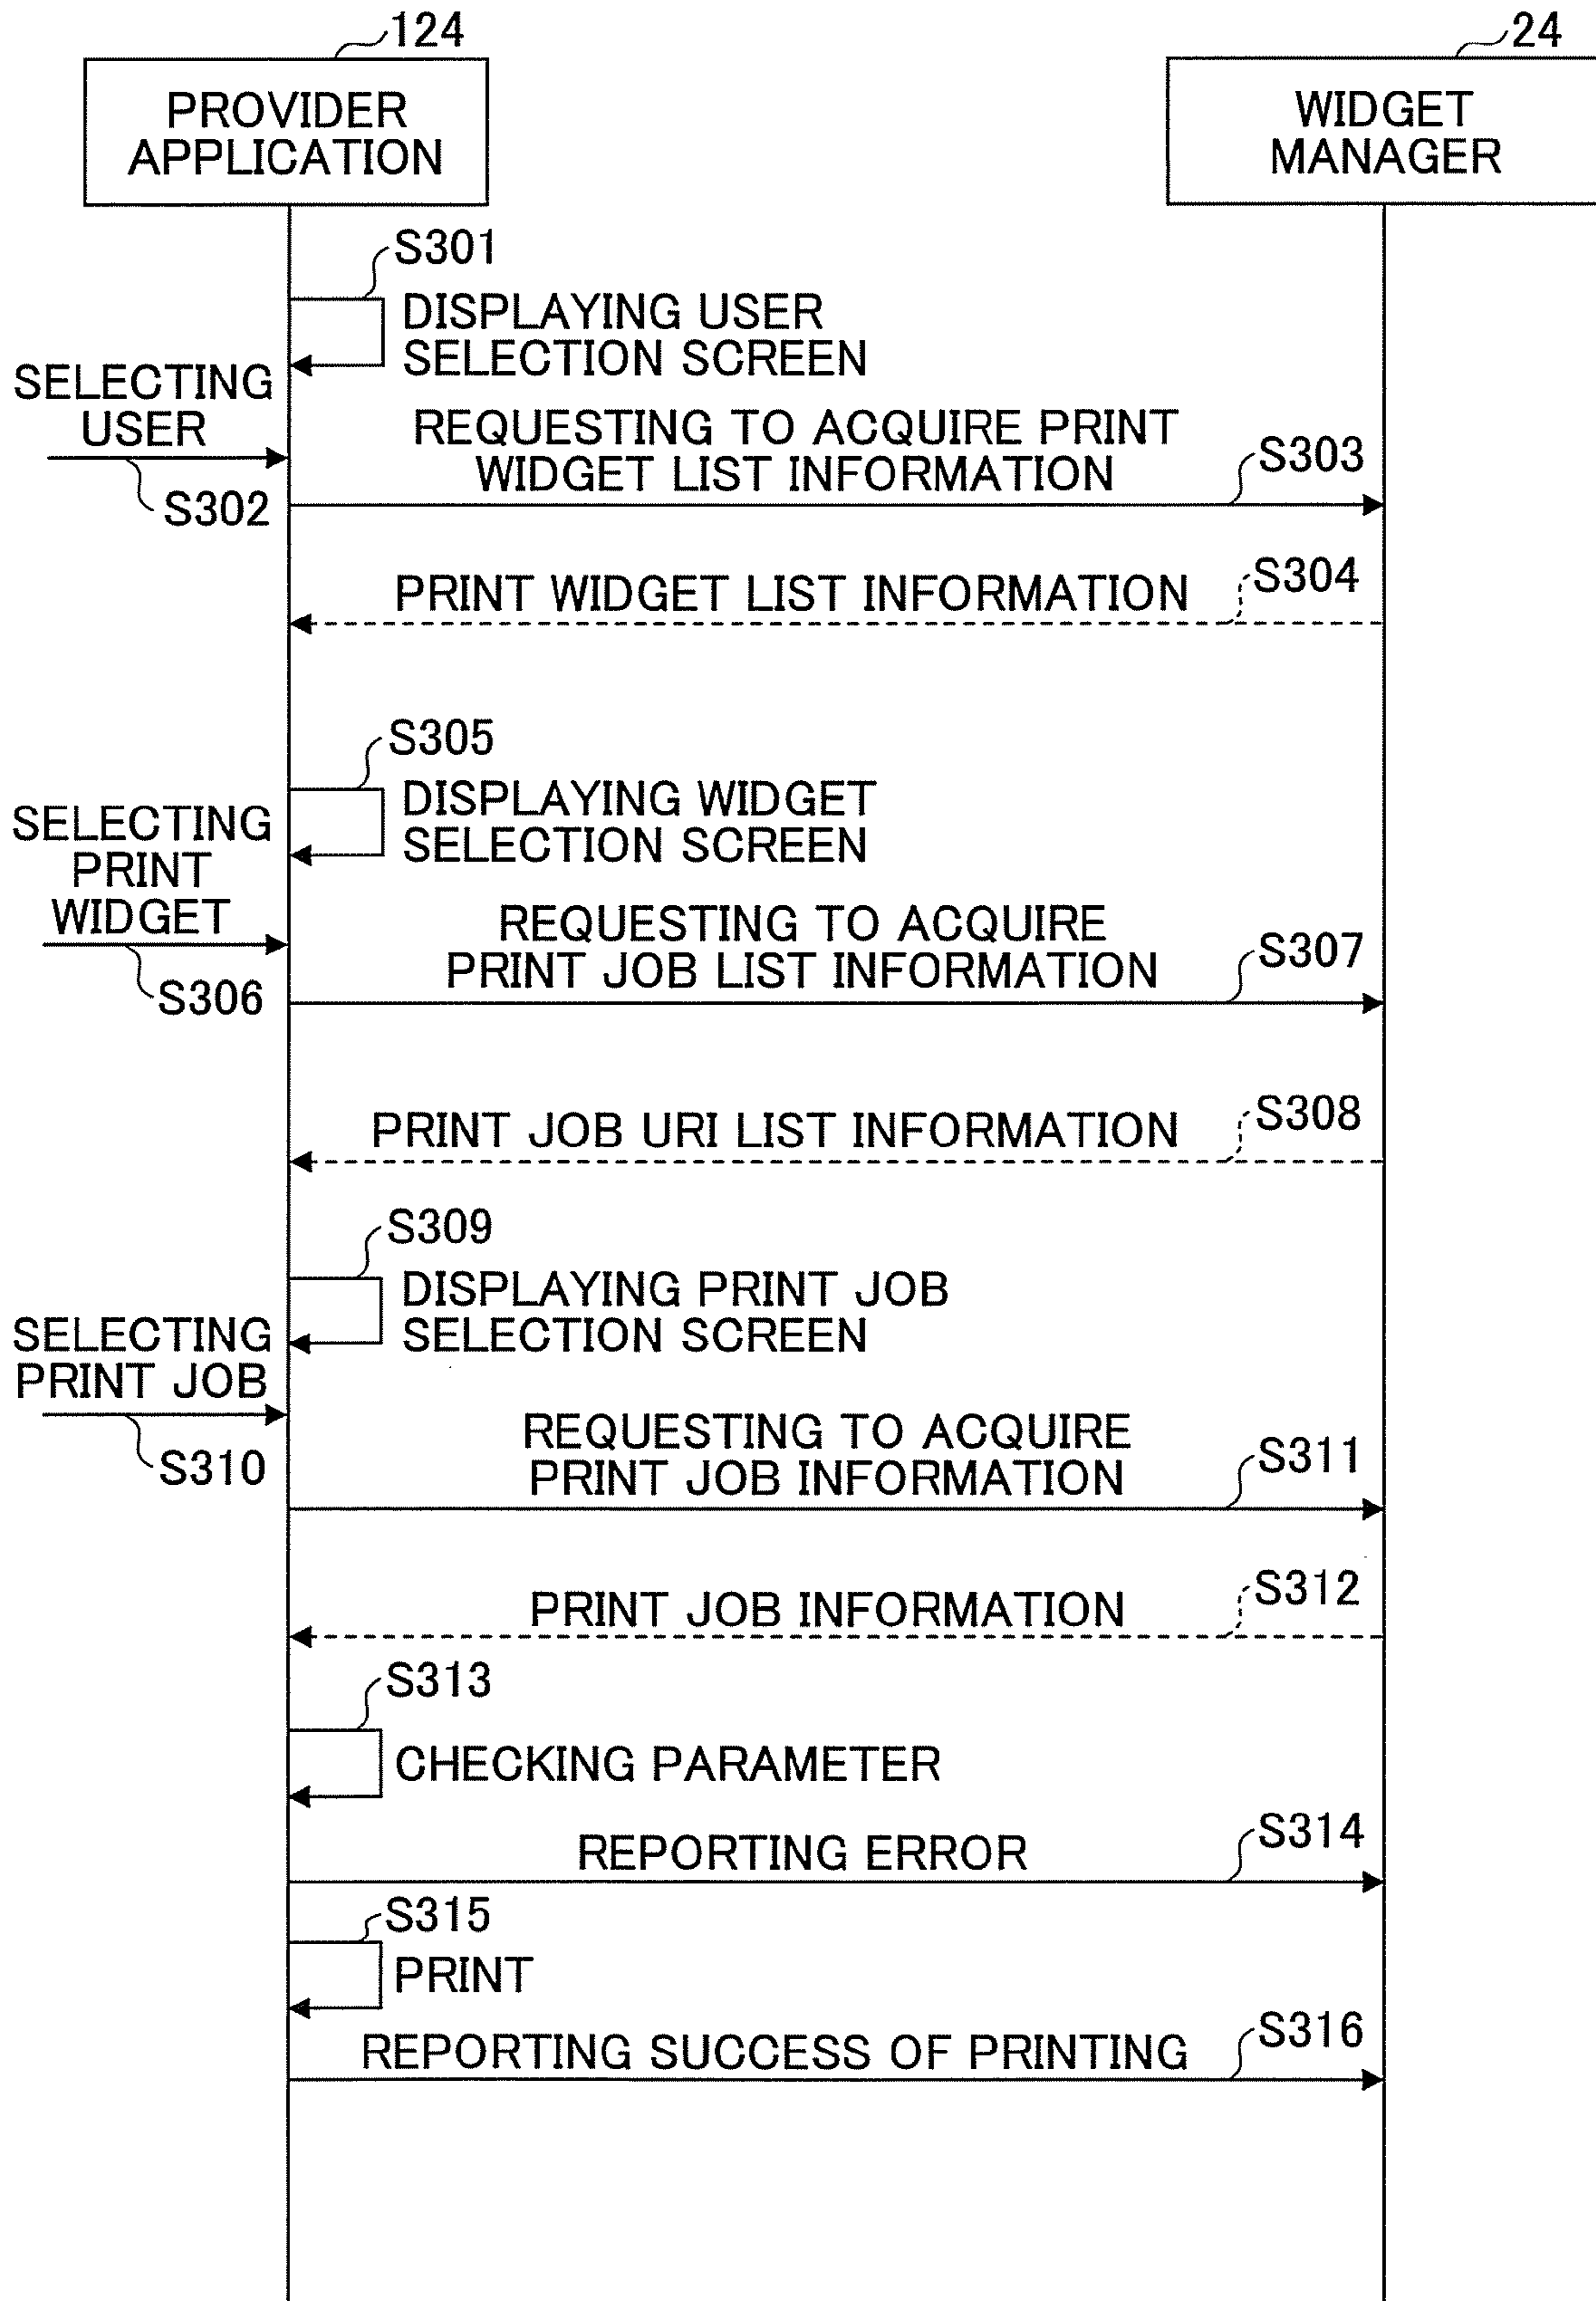 124
24
PROVIDER
APPLICATION
WIDGET
MANAGER
S301
DISPLAYING USER
SELECTION SCREEN
SELECTING
USER
S302
REQUESTING TO ACQUIRE PRINT
WIDGET LIST INFORMATION
S303
PRINT WIDGET LIST INFORMATION
S304
S305
DISPLAYING WIDGET
SELECTION SCREEN
SELECTING
PRINT
WIDGET
S306
REQUESTING TO ACQUIRE
PRINT JOB LIST INFORMATION
S307
PRINT JOB URI LIST INFORMATION
S308
S309
DISPLAYING PRINT JOB
SELECTION SCREEN
SELECTING
PRINT JOB
S310
REQUESTING TO ACQUIRE
PRINT JOB INFORMATION
S311
PRINT JOB INFORMATION
S312
S313
CHECKING PARAMETER
REPORTING ERROR
S314
S315
PRINT
REPORTING SUCCESS OF PRINTING
S316